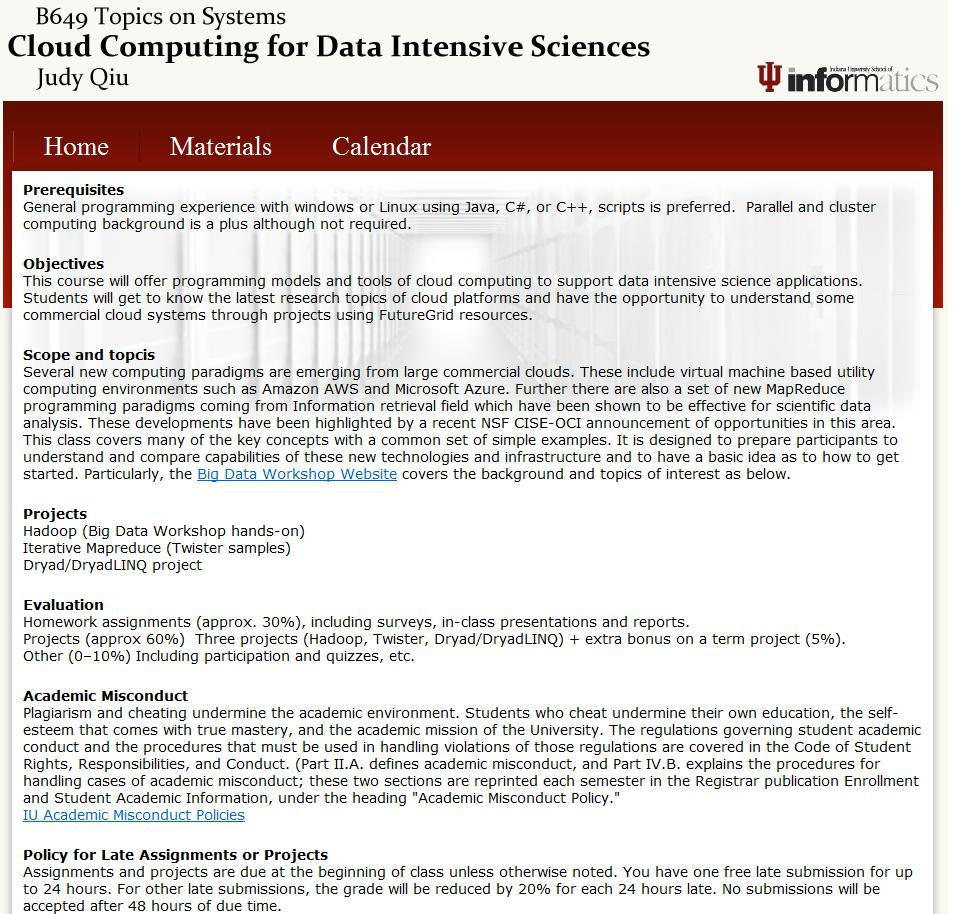 B649 Topics on Systems
Cloud Computing for Data Intensive Sciences
Judy Qiu
Indiana University School of
informatics
Home Materials Calendar
Prerequisites
General programming experience with windows or Linux using Java, C#, or C++, scripts is preferred.  Parallel and cluster
computing background is a plus although not required.
Objectives
This course will offer programming models and tools of cloud computing to support data intensive science applications.
Students will get to know the latest research topics of cloud platforms and have the opportunity to understand some
commercial cloud systems through projects using FutureGrid resources.
Scope and topcis
Several new computing paradigms are emerging from large commercial clouds. These include virtual machine based utility
computing environments such as Amazon AWS and Microsoft Azure. Further there are also a set of new MapReduce
programming paradigms coming from Information retrieval field which have been shown to be effective for scientific data
analysis. These developments have been highlighted by a recent NSF CISE-OCI announcement of opportunities in this area.
This class covers many of the key concepts with a common set of simple examples. It is designed to prepare participants to
understand and compare capabilities of these new technologies and infrastructure and to have a basic idea as to how to get
started. Particularly, the Big Data Workshop Website covers the background and topics of interest as below.
Projects
Hadoop (Big Data Workshop hands-on)
Iterative Mapreduce (Twister samples)
Dryad/DryadLINQ project
Evaluation
Homework assignments (approx. 30%), including surveys, in-class presentations and reports.
Projects (approx 60%)  Three projects (Hadoop, Twister, Dryad/DryadLINQ) + extra bonus on a term project (5%).
Other (0–10%) Including participation and quizzes, etc.
Academic Misconduct
Plagiarism and cheating undermine the academic environment. Students who cheat undermine their own education, the self-
esteem that comes with true mastery, and the academic mission of the University. The regulations governing student academic
conduct and the procedures that must be used in handling violations of those regulations are covered in the Code of Student
Rights, Responsibilities, and Conduct. (Part II.A. defines academic misconduct, and Part IV.B. explains the procedures for
handling cases of academic misconduct; these two sections are reprinted each semester in the Registrar publication Enrollment
and Student Academic Information, under the heading "Academic Misconduct Policy."
IU Academic Misconduct Policies
Policy for Late Assignments or Projects
Assignments and projects are due at the beginning of class unless otherwise noted. You have one free late submission for up
to 24 hours. For other late submissions, the grade will be reduced by 20% for each 24 hours late. No submissions will be
accepted after 48 hours of due time.